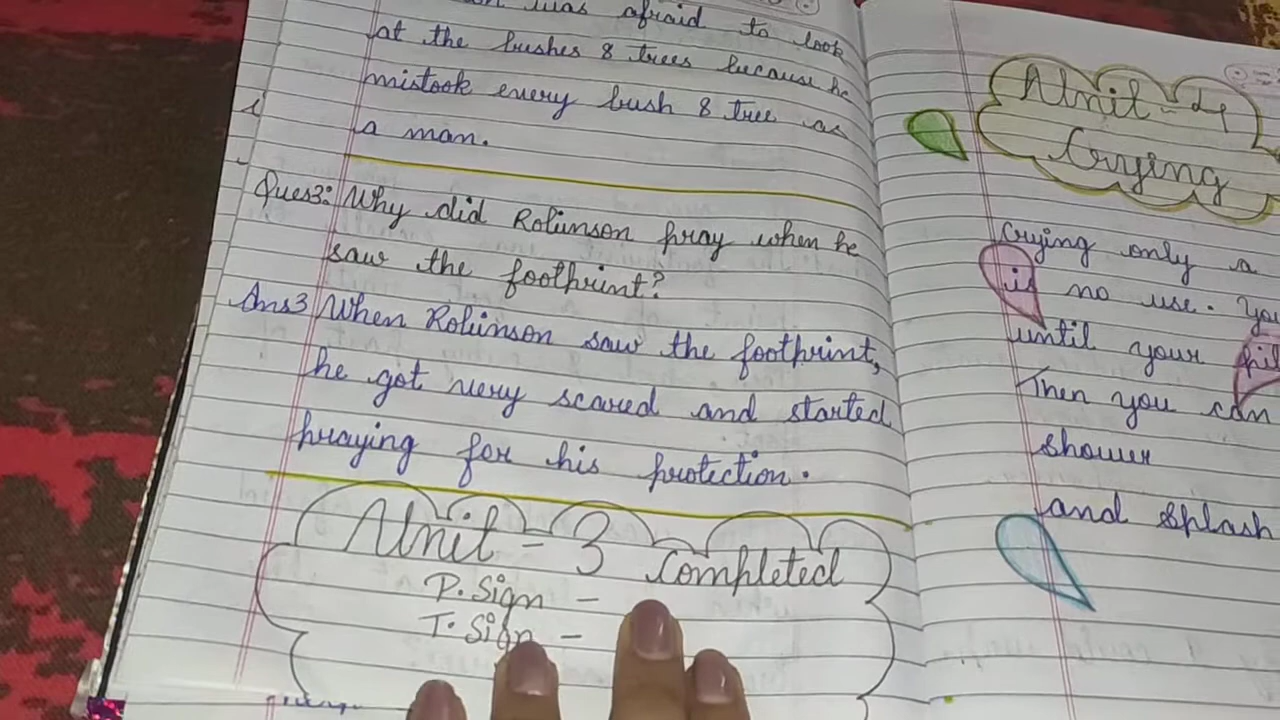 was afraid to look
at the bushes & trees because he
mistook every bush & tree as
a man.
Ques3: Why did Robinson pray when he
saw the footprint?
Ans3 When Robinson saw the footprint,
he got very scared and started
praying for his protection.
Unit - 3 Completed
P. Sign -
T. Sign -
Unit - 4
Crying
Crying only a
is no use. You
until your pil
Then you can
shower
and splash